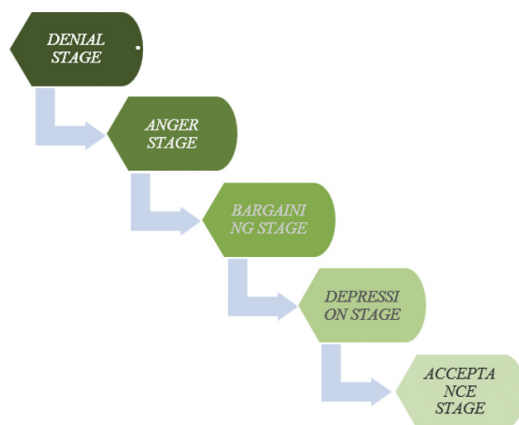 DENIAL
STAGE
ANGER
STAGE
BARGAINI
NG STAGE
DEPRESSI
ON STAGE
ACCEPTA
NCE
STAGE